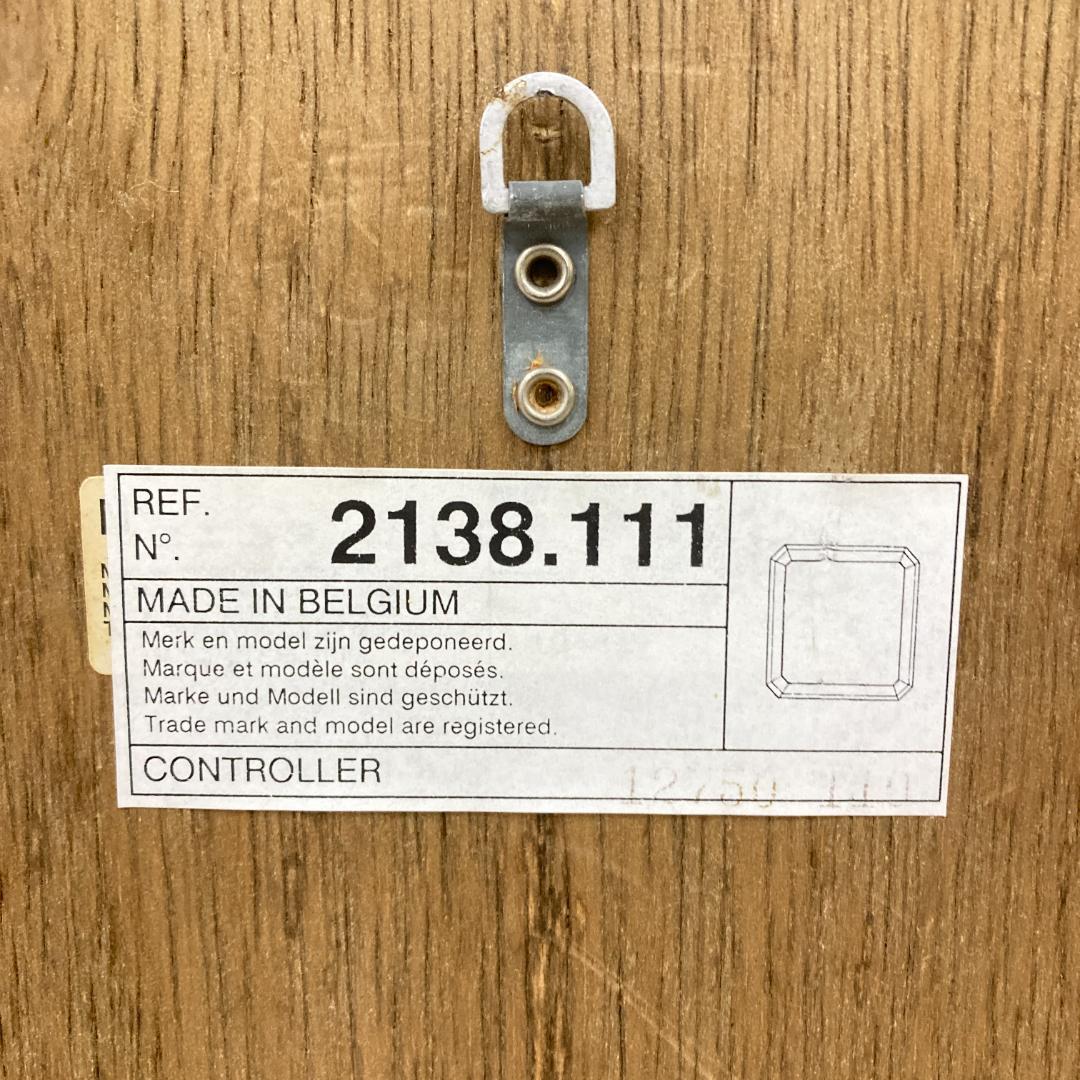 REF.
N°.
2138.111
MADE IN BELGIUM
Merk en model zijn gedeponeerd.
Marque et modèle sont déposés.
Marke und Modell sind geschützt.
Trade mark and model are registered.
CONTROLLER